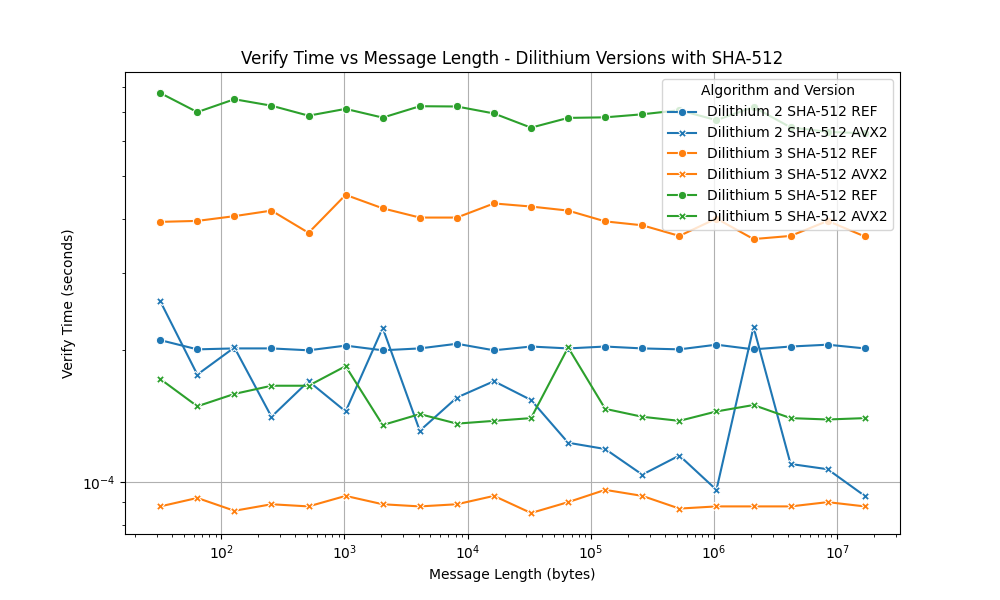 Verify Time vs Message Length - Dilithium Versions with SHA-512
Algorithm and Version
Dilithium 2 SHA-512 REF
Dilithium 2 SHA-512 AVX2
Dilithium 3 SHA-512 REF
Dilithium 3 SHA-512 AVX2
Dilithium 5 SHA-512 REF
Dilithium 5 SHA-512 AVX2
Verify Time (seconds)
10⁻⁴
10² 10³ 10⁴ 10⁵ 10⁶ 10⁷
Message Length (bytes)